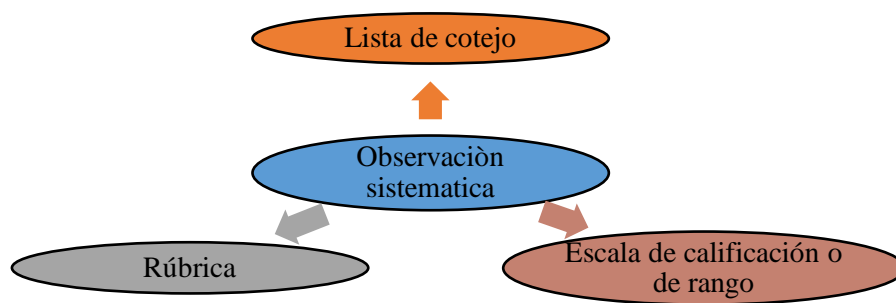 Lista de cotejo
Observaciòn
sistematica
Rúbrica
Escala de calificación o
de rango